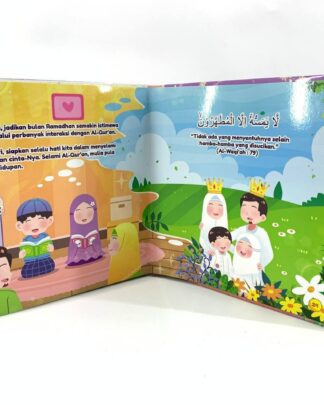 , jadikan bulan Ramadhan semakin istimewa
alui perbanyak interaksi dengan Al-Qur'an.
ri, siapkan selalu hati kita dalam menyelami
an cinta-Nya. Selami Al-Qur'an, mulia pula
idupan.
لَا يَمَسُّهُ إِلَّا الْمُطَهَّرُونَ
"Tidak ada yang menyentuhnya selain
hamba-hamba yang disucikan."
(Al-Waqi'ah : 79)